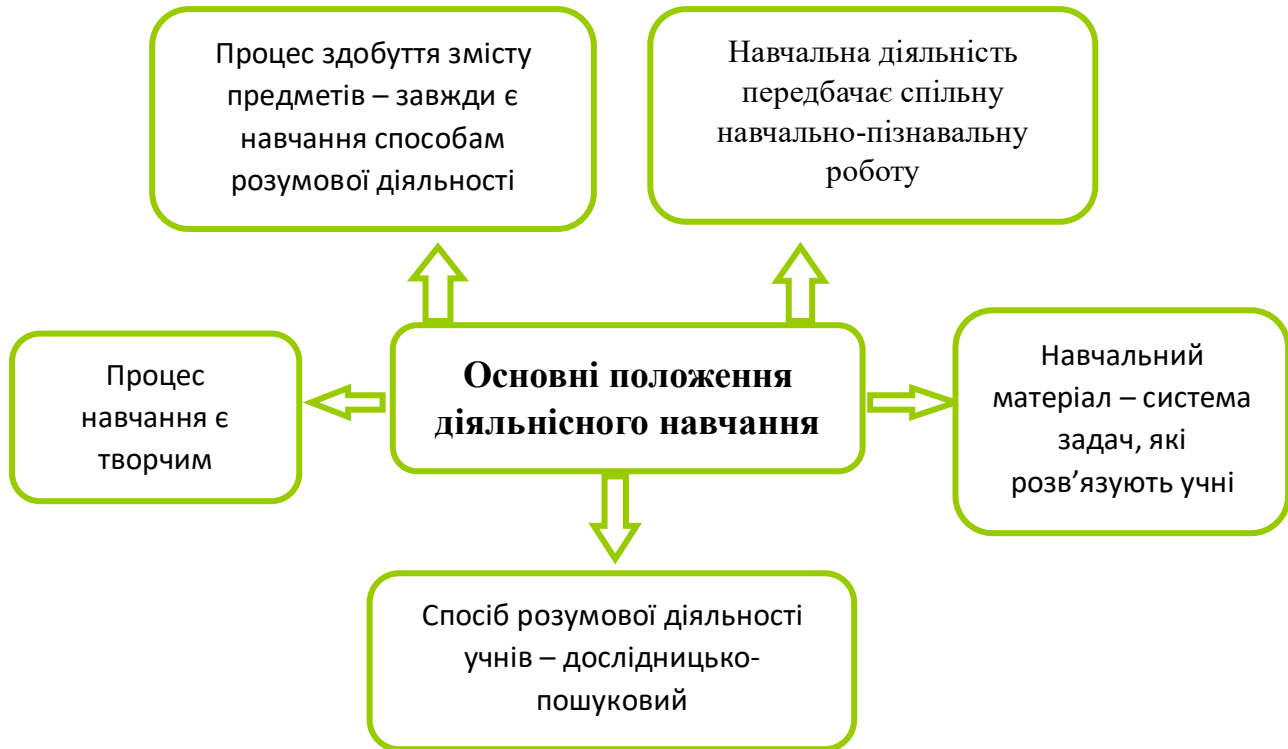 Процес здобуття змісту
предметів – завжди є
навчання способам
розумової діяльності
Навчальна діяльність
передбачає спільну
навчально-пізнавальну
роботу
Процес
навчання є
творчим
Основні положення
діяльнісного навчання
Навчальний
матеріал – система
задач, які
розв’язують учні
Спосіб розумової діяльності
учнів – дослідницько-
пошуковий